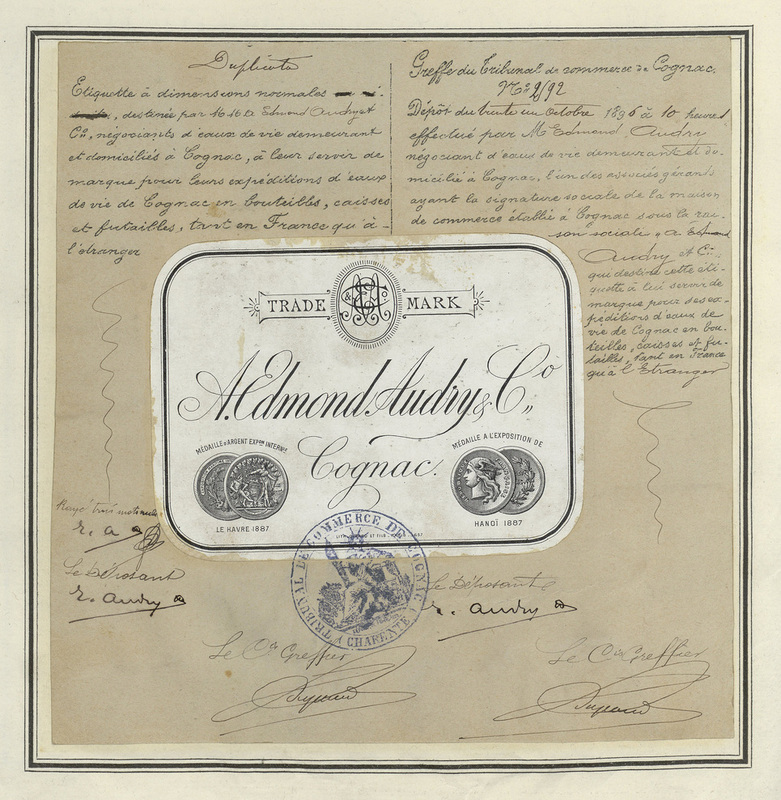 Duplicata
Etiquette à dimensions normales
destinée par M.M. A. Edmond Audry et
Cie, négociants d'eaux de vie demeurant
et domiciliés à Cognac, à leur servir de
marque pour leurs expéditions d'eaux
de vie de Cognac en bouteilles, caisses
et futailles, tant en France qu'à
l'étranger
Greffe du Tribunal de commerce de Cognac.
No 2/92
Dépôt du trente un Octobre 1896 à 10 heures
effectué par M. Edmond Audry
négociant d'eaux de vie demeurant et do-
micilié à Cognac, l'un des associés gérants
ayant la signature sociale de la maison
de commerce établie à Cognac sous la rai-
son sociale "A. Edmond
Audry et Cie
qui destine cette éti-
quette à lui servir de
marque pour ses ex-
péditions d'eaux de
vie de Cognac en bou-
teilles, caisses et fu-
tailles, tant en France
qu'à l'Etranger
TRADE MARK
A. Edmond Audry & Co
Cognac.
MÉDAILLE D'ARGENT EXPon INTERNle
LE HAVRE 1887
MÉDAILLE A L'EXPOSITION DE
HANOÏ 1887
Rayé trois mots nuls
E. A
Le Déposant
E. Audry
TRIBUNAL DE COMMERCE DE COGNAC
CHARENTE
Le Déposant
E. Audry
Le Cis Greffier
Le Cis Greffier